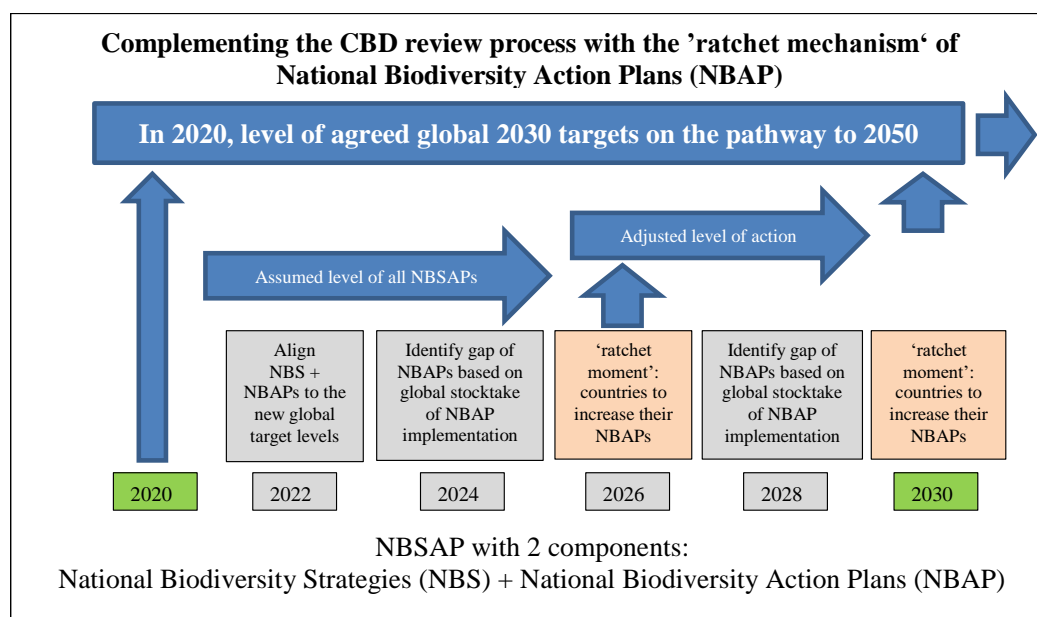 Complementing the CBD review process with the ’ratchet mechanism‘ of
National Biodiversity Action Plans (NBAP)
In 2020, level of agreed global 2030 targets on the pathway to 2050
Adjusted level of action
Assumed level of all NBSAPs
Align
NBS +
NBAPs to the
new global
target levels
Identify gap of
NBAPs based on
global stocktake
of NBAP
implementation
‘ratchet
moment’:
countries to
increase their
NBAPs
Identify gap of
NBAPs based on
global stocktake
of NBAP
implementation
‘ratchet
moment’:
countries to
increase their
NBAPs
2020
2022
2024
2026
2028
2030
NBSAP with 2 components:
National Biodiversity Strategies (NBS) + National Biodiversity Action Plans (NBAP)